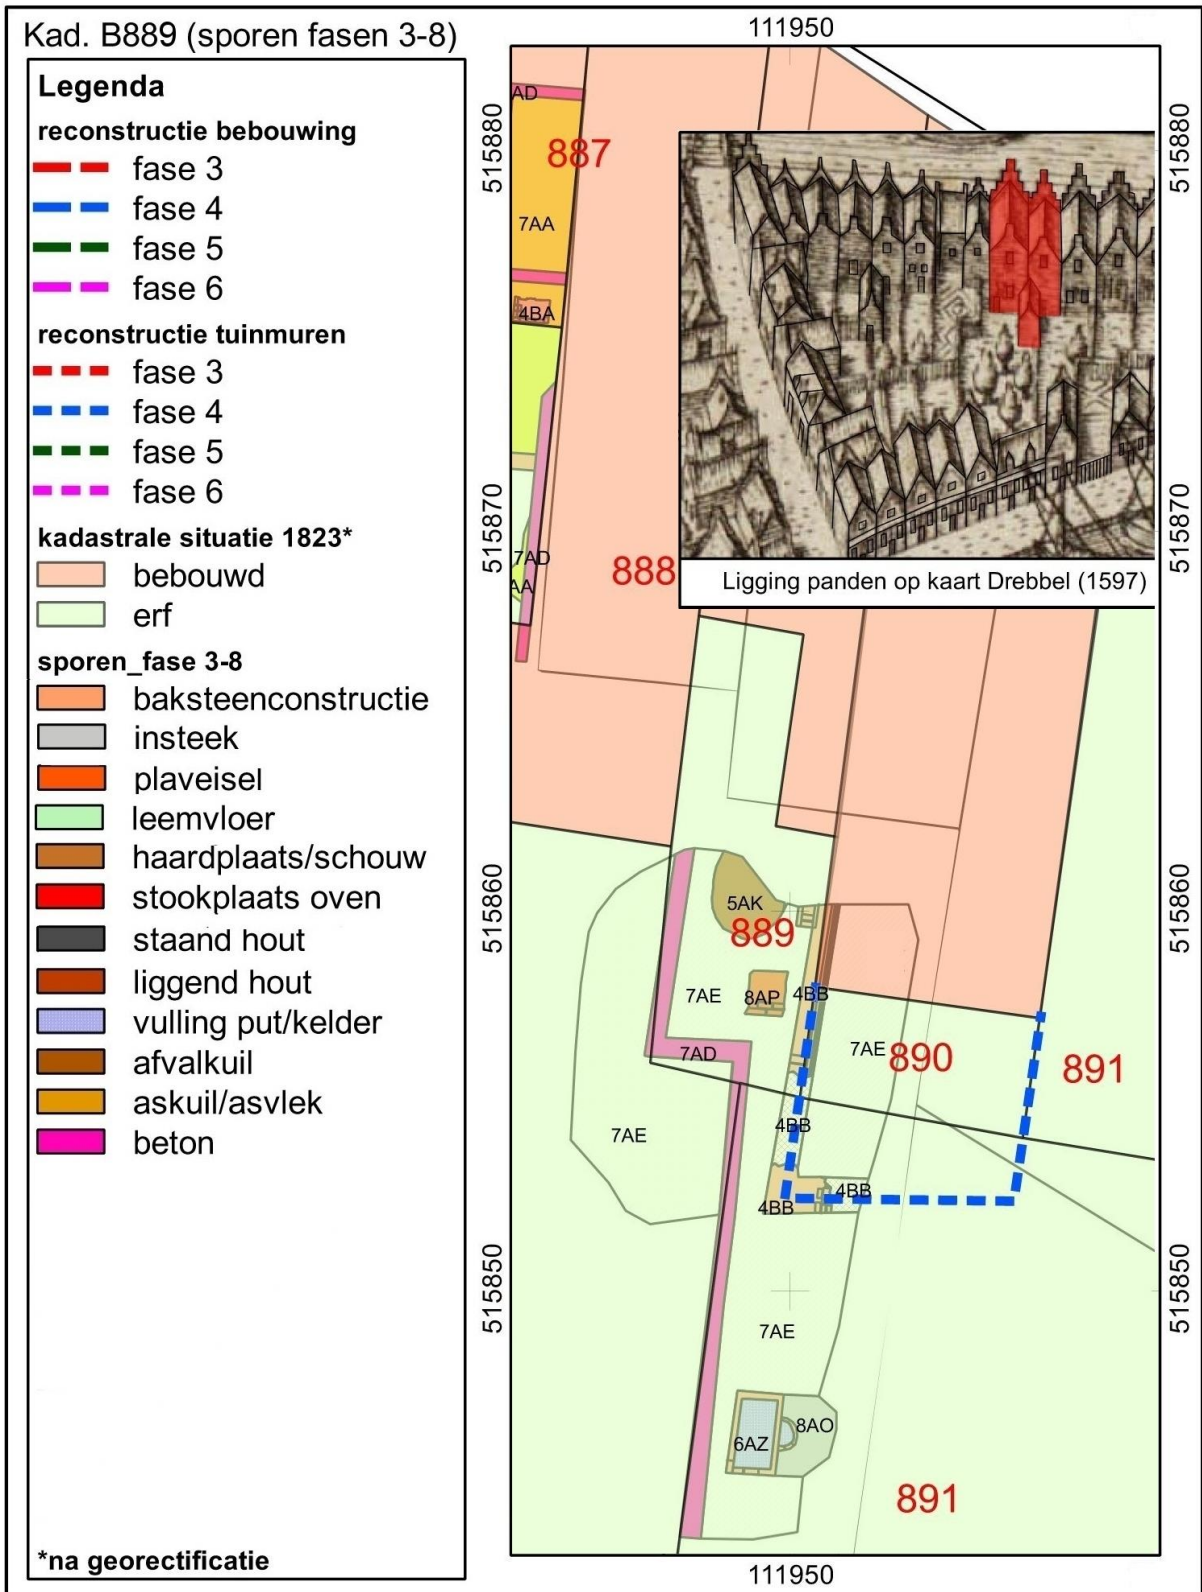 Kad. B889 (sporen fasen 3-8)
Legenda
reconstructie bebouwing
fase 3
fase 4
fase 5
fase 6
reconstructie tuinmuren
fase 3
fase 4
fase 5
fase 6
kadastrale situatie 1823*
bebouwd
erf
sporen_fase 3-8
baksteenconstructie
insteek
plaveisel
leemvloer
haardplaats/schouw
stookplaats oven
staand hout
liggend hout
vulling put/kelder
afvalkuil
askuil/asvlek
beton
*na georectificatie
111950
515880
515880
AD
887
7AA
4BA
515870
515870
7AD
AA
888
Ligging panden op kaart Drebbel (1597)
515860
515860
5AK
889
7AE
8AP
4BB
7AD
7AE
890
891
7AE
4BB
4BB
4BB
515850
515850
7AE
6AZ
8AO
891
111950